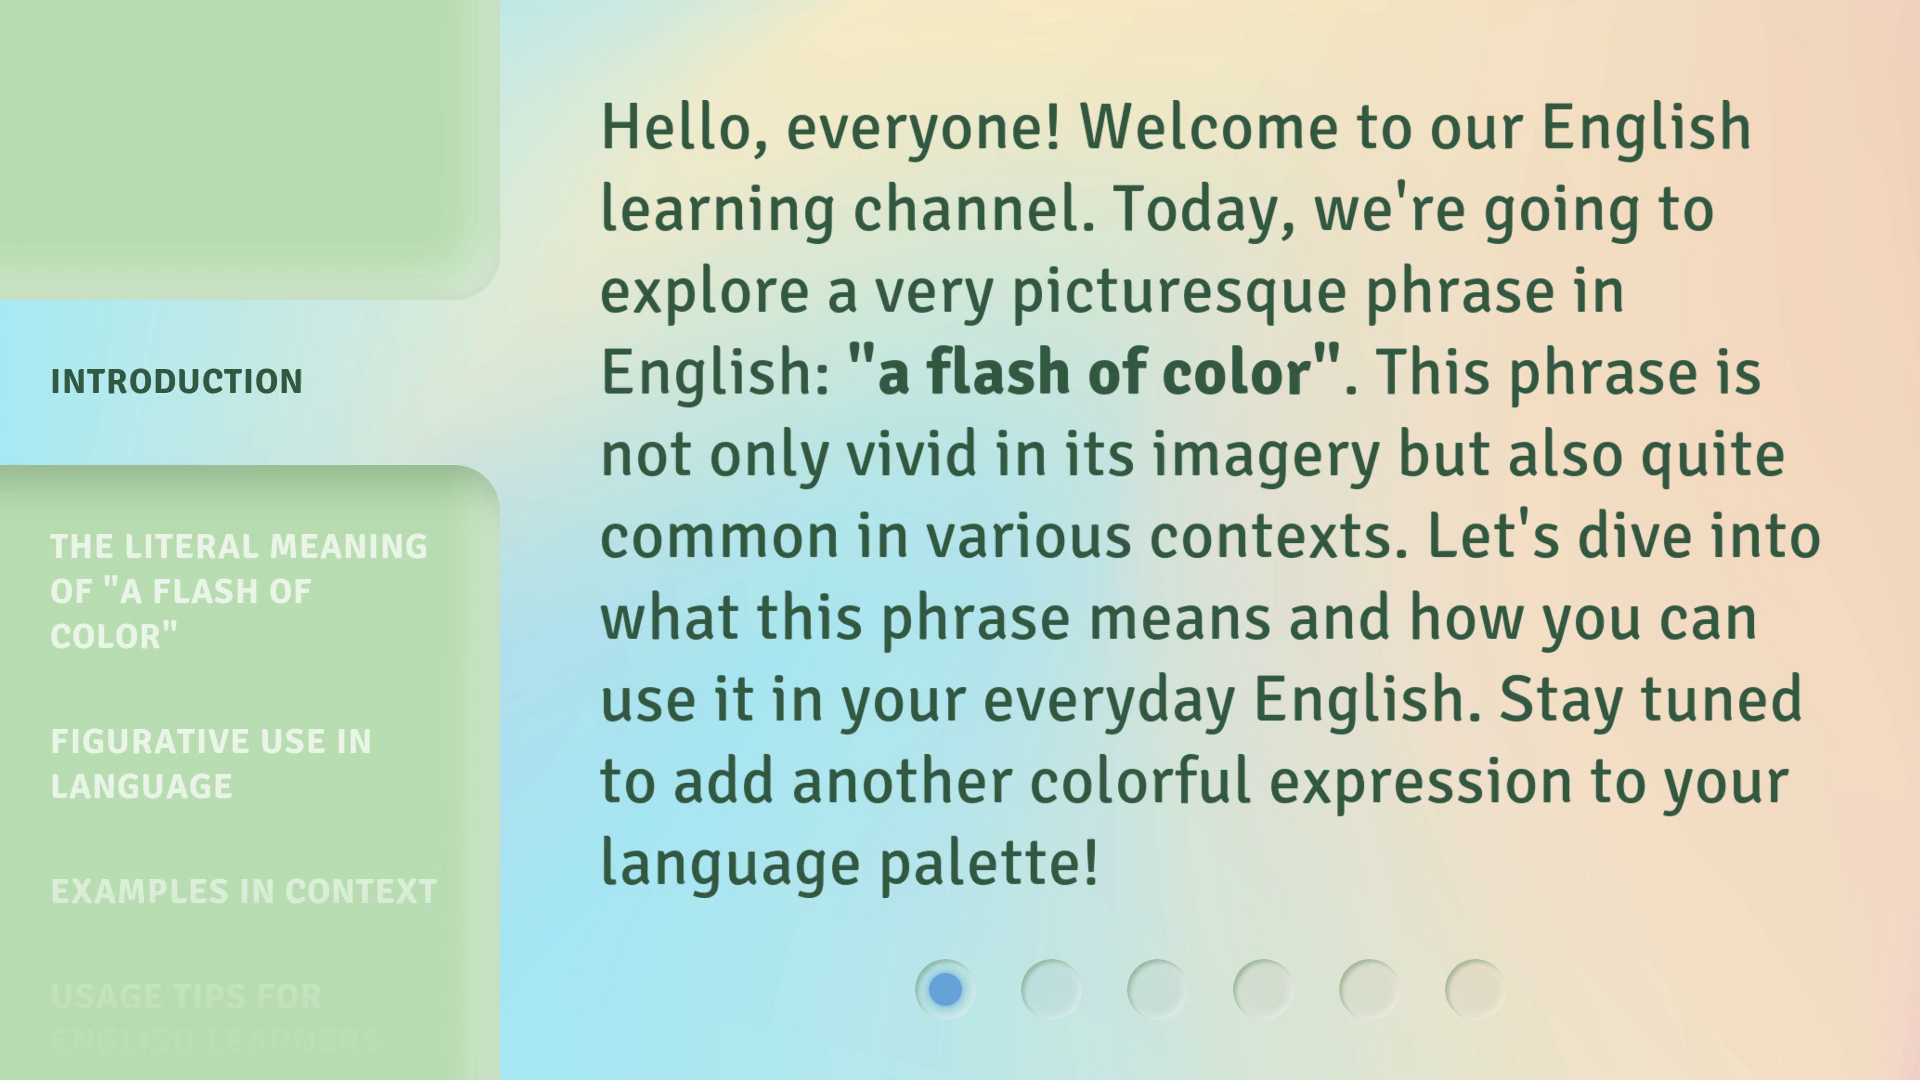 INTRODUCTION
THE LITERAL MEANING
OF "A FLASH OF
COLOR"
FIGURATIVE USE IN
LANGUAGE
EXAMPLES IN CONTEXT
USAGE TIPS FOR
ENGLISH LEARNERS
Hello, everyone! Welcome to our English
learning channel. Today, we're going to
explore a very picturesque phrase in
English: "a flash of color". This phrase is
not only vivid in its imagery but also quite
common in various contexts. Let's dive into
what this phrase means and how you can
use it in your everyday English. Stay tuned
to add another colorful expression to your
language palette!